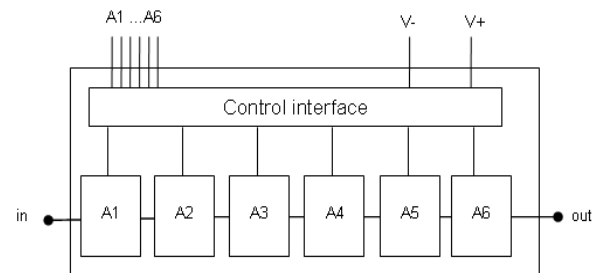 A1 ...A6 V- V+
Control interface
in A1 A2 A3 A4 A5 A6 out